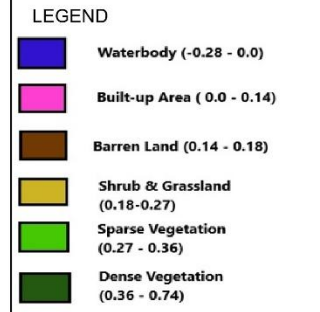 LEGEND
Waterbody (-0.28 - 0.0)
Built-up Area ( 0.0 - 0.14)
Barren Land (0.14 - 0.18)
Shrub & Grassland
(0.18-0.27)
Sparse Vegetation
(0.27 - 0.36)
Dense Vegetation
(0.36 - 0.74)